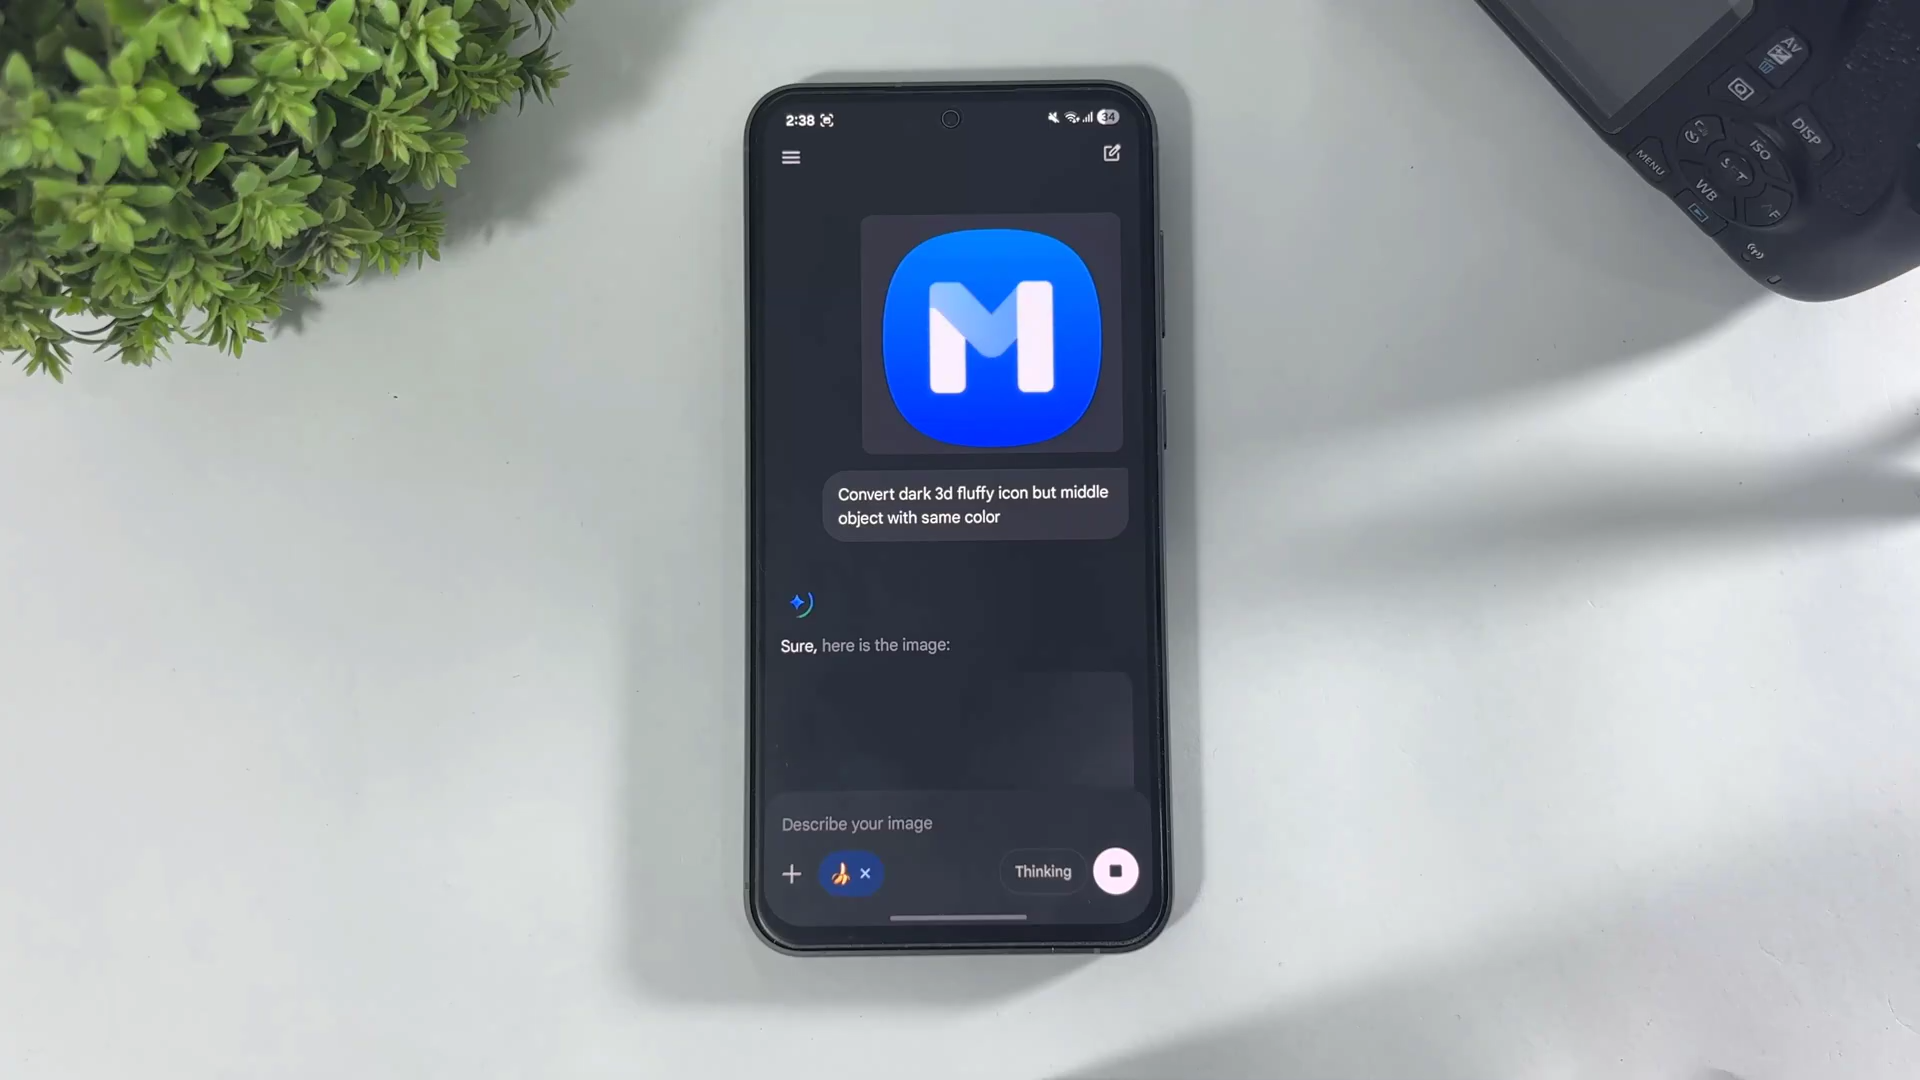 2:38
34
M
Convert dark 3d fluffy icon but middle
object with same color
Sure, here is the image:
Describe your image
Thinking
Av
DISP
ISO
MENU
WB